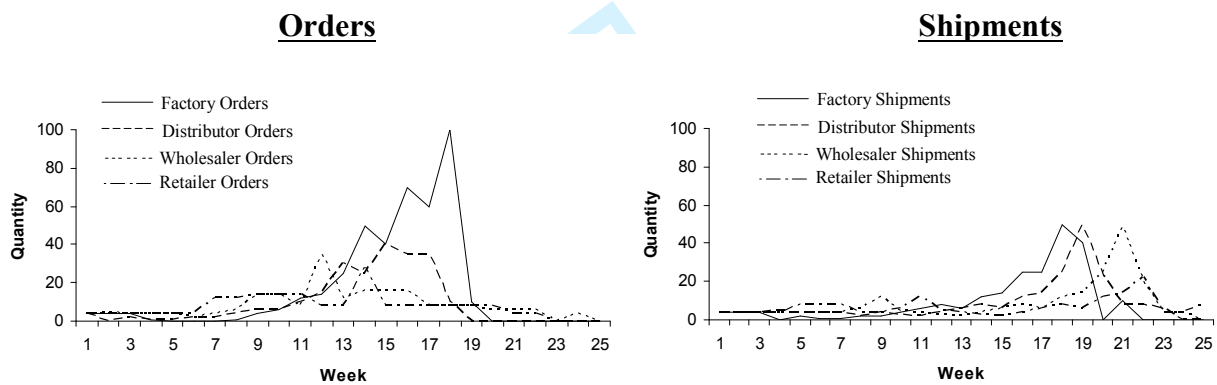 Orders
Factory Orders
Distributor Orders
Wholesaler Orders
Retailer Orders
Quantity
100
80
60
40
20
0
1 3 5 7 9 11 13 15 17 19 21 23 25
Week
Shipments
Factory Shipments
Distributor Shipments
Wholesaler Shipments
Retailer Shipments
Quantity
100
80
60
40
20
0
1 3 5 7 9 11 13 15 17 19 21 23 25
Week